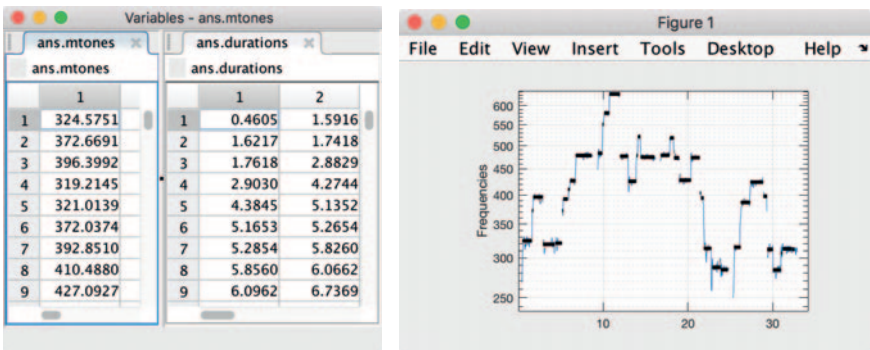 Variables - ans.mtones
ans.mtones
ans.durations
ans.mtones
ans.durations
1
1 2
1 324.5751
2 372.6691
3 396.3992
4 319.2145
5 321.0139
6 372.0374
7 392.8510
8 410.4880
9 427.0927
1 0.4605 1.5916
2 1.6217 1.7418
3 1.7618 2.8829
4 2.9030 4.2744
5 4.3845 5.1352
6 5.1653 5.2654
7 5.2854 5.8260
8 5.8560 6.0662
9 6.0962 6.7369
Figure 1
File Edit View Insert Tools Desktop Help
Frequencies
600
550
500
450
400
350
300
250
10 20 30